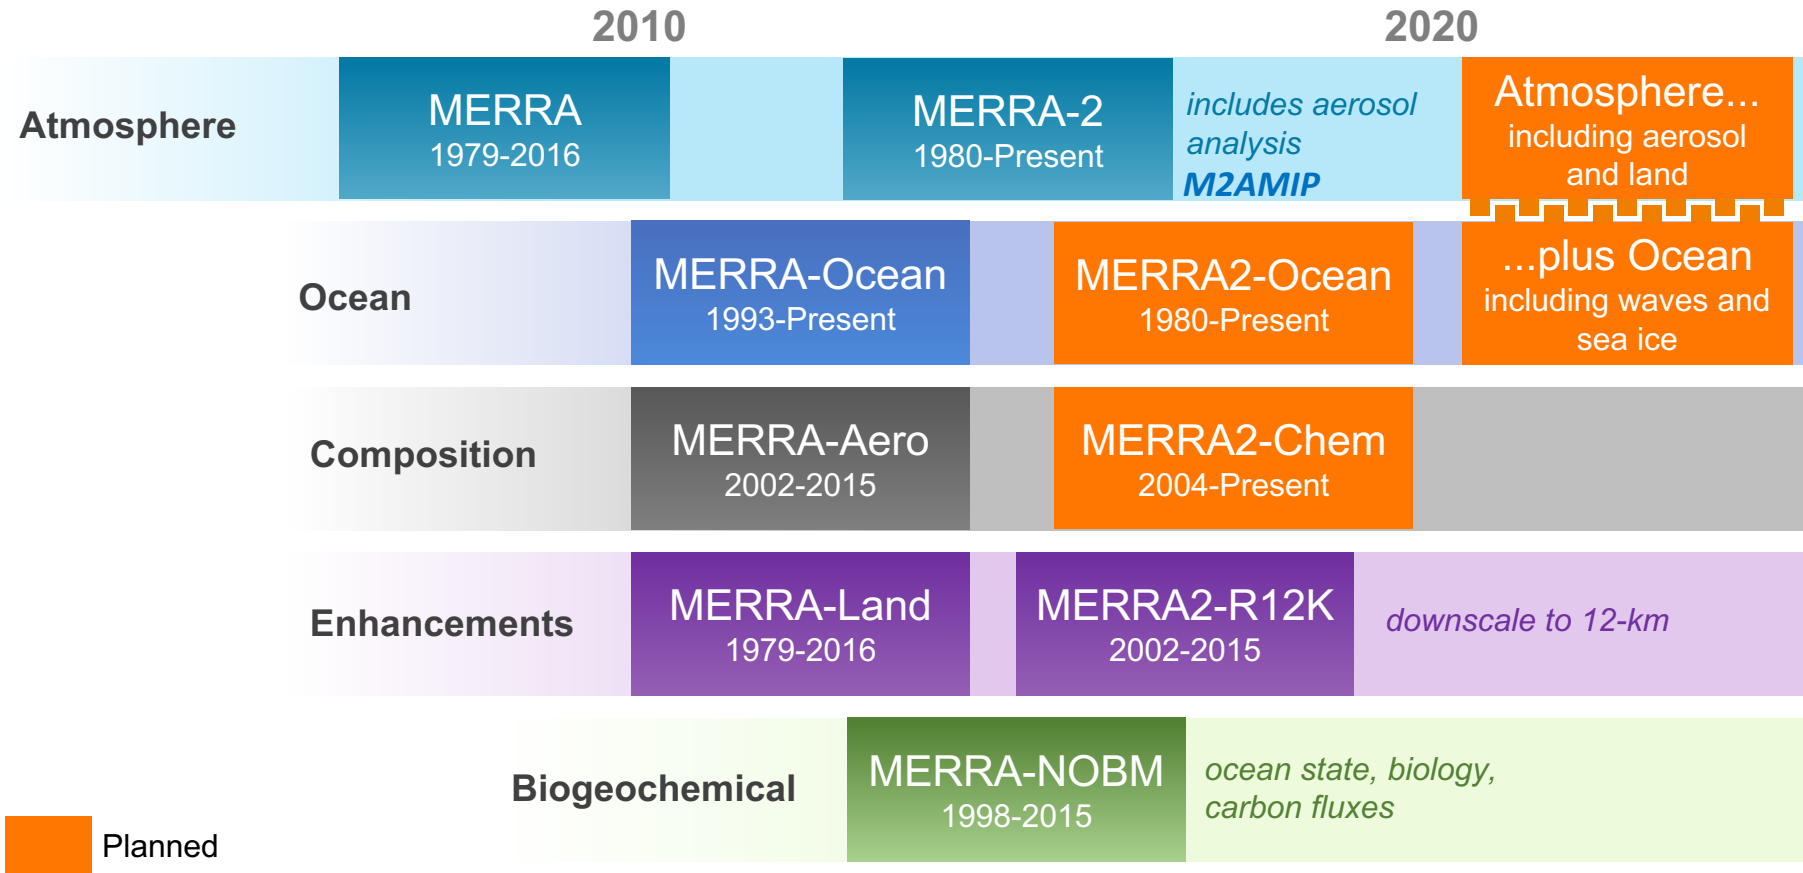 2010
2020
Atmosphere
MERRA
1979-2016
MERRA-2
1980-Present
includes aerosol
analysis
M2AMIP
Atmosphere...
including aerosol
and land
Ocean
MERRA-Ocean
1993-Present
MERRA2-Ocean
1980-Present
...plus Ocean
including waves and
sea ice
Composition
MERRA-Aero
2002-2015
MERRA2-Chem
2004-Present
Enhancements
MERRA-Land
1979-2016
MERRA2-R12K
2002-2015
downscale to 12-km
Biogeochemical
MERRA-NOBM
1998-2015
ocean state, biology,
carbon fluxes
Planned